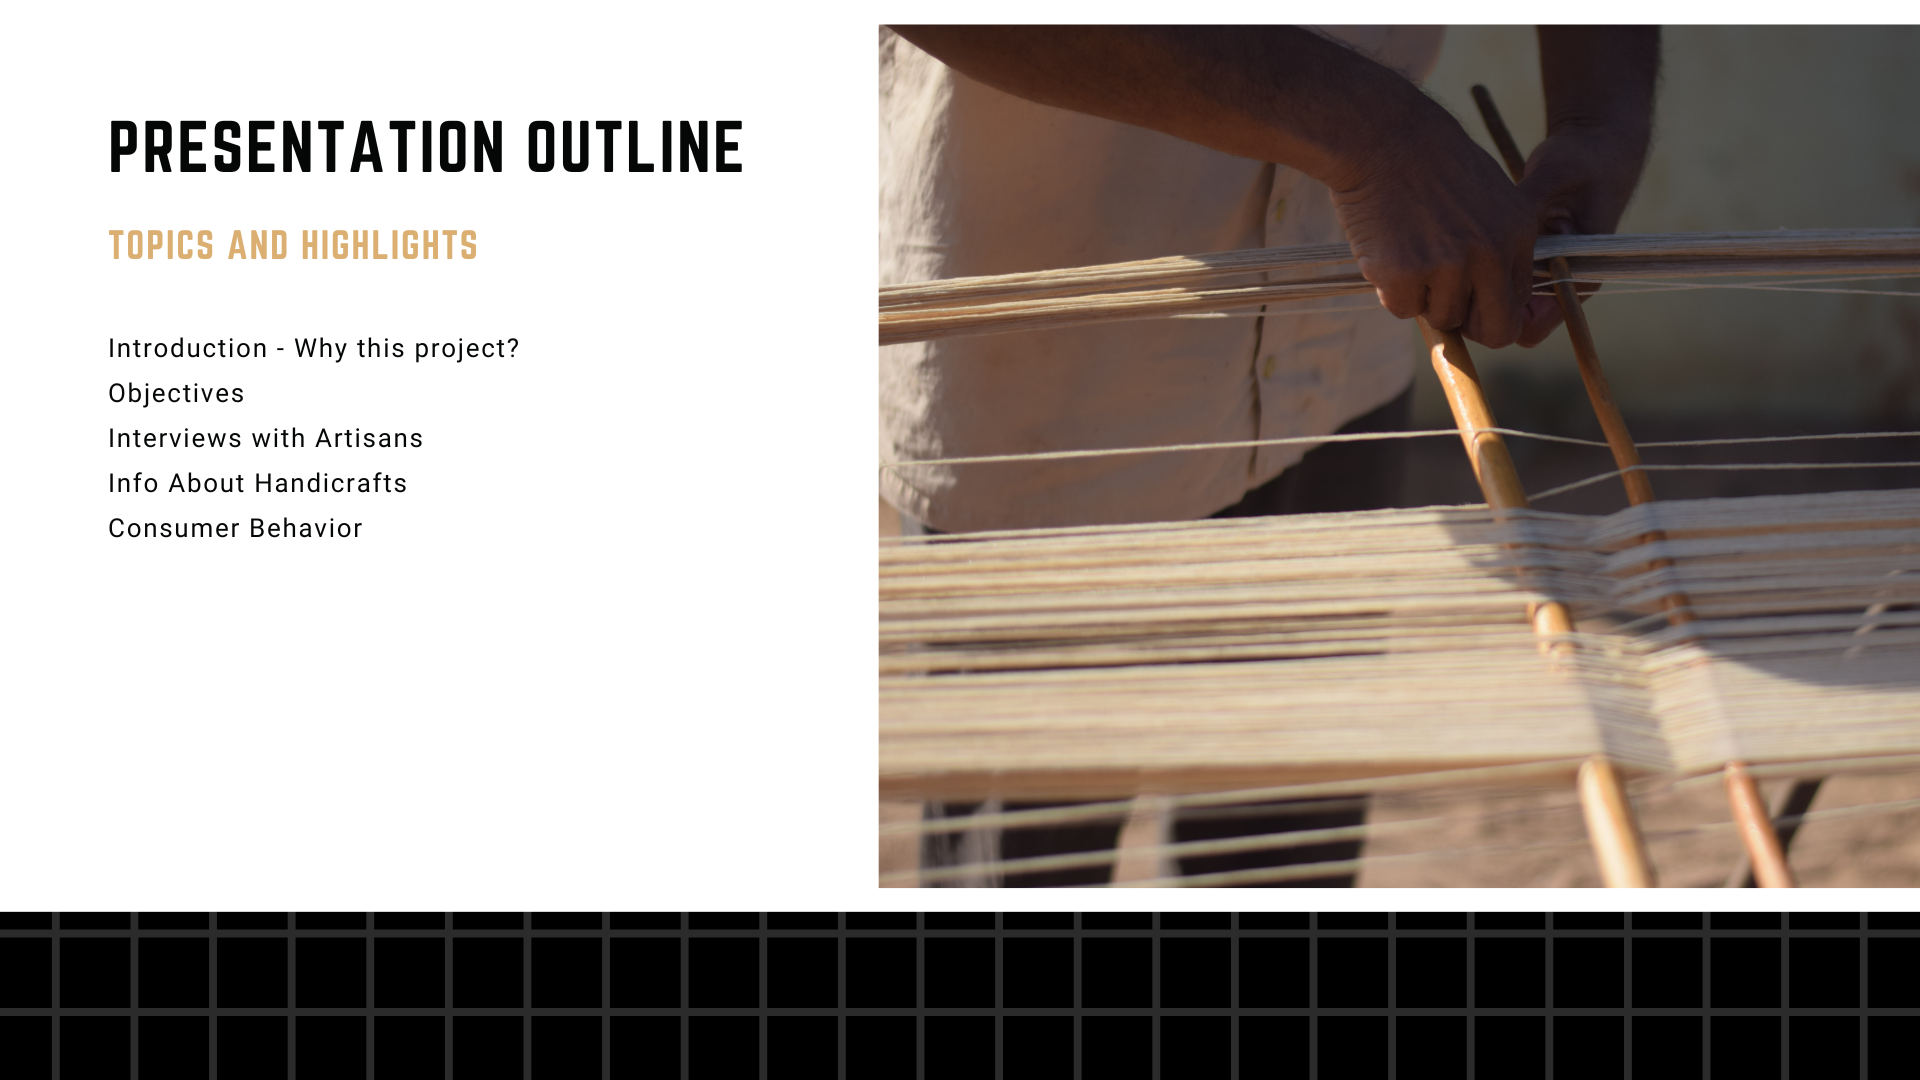 PRESENTATION OUTLINE
TOPICS AND HIGHLIGHTS
Introduction - Why this project?
Objectives
Interviews with Artisans
Info About Handicrafts
Consumer Behavior